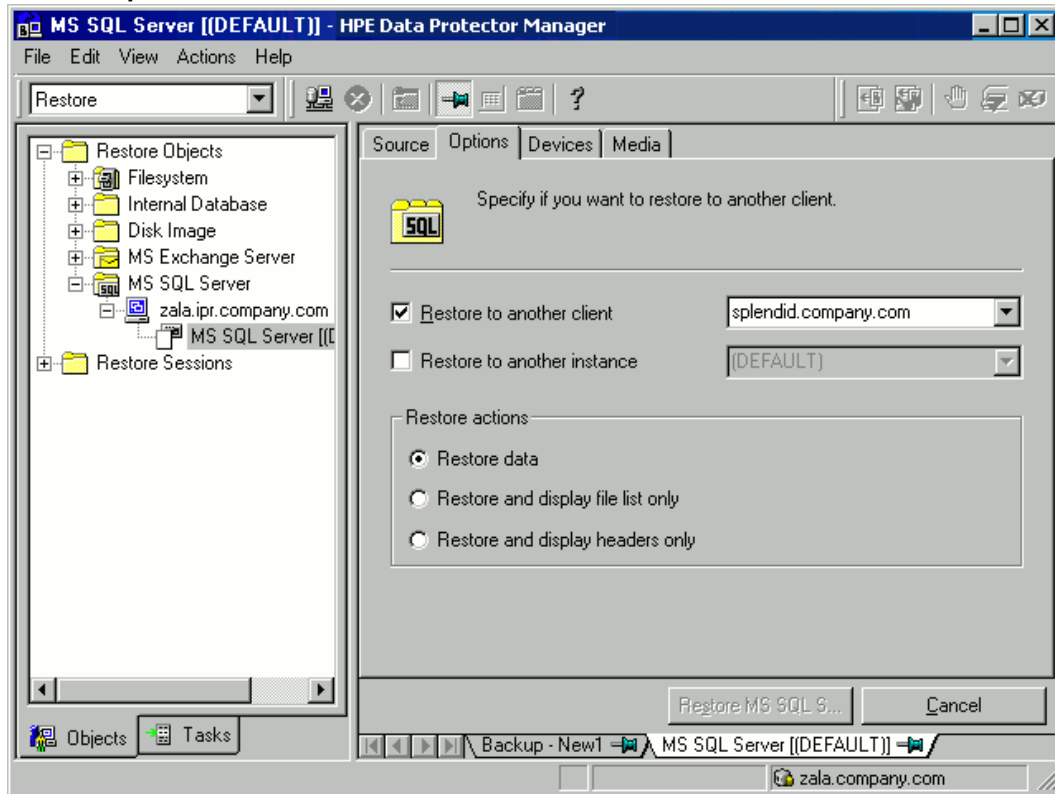 MS SQL Server [(DEFAULT)] - HPE Data Protector Manager
File Edit View Actions Help
Restore
Restore Objects
Filesystem
Internal Database
Disk Image
MS Exchange Server
MS SQL Server
zala.ipr.company.com
MS SQL Server [(D
Restore Sessions
Objects Tasks
Source Options Devices Media
SQL
Specify if you want to restore to another client.
Restore to another client splendid.company.com
Restore to another instance (DEFAULT)
Restore actions
Restore data
Restore and display file list only
Restore and display headers only
Restore MS SQL S... Cancel
Backup - New1 MS SQL Server [(DEFAULT)]
zala.company.com